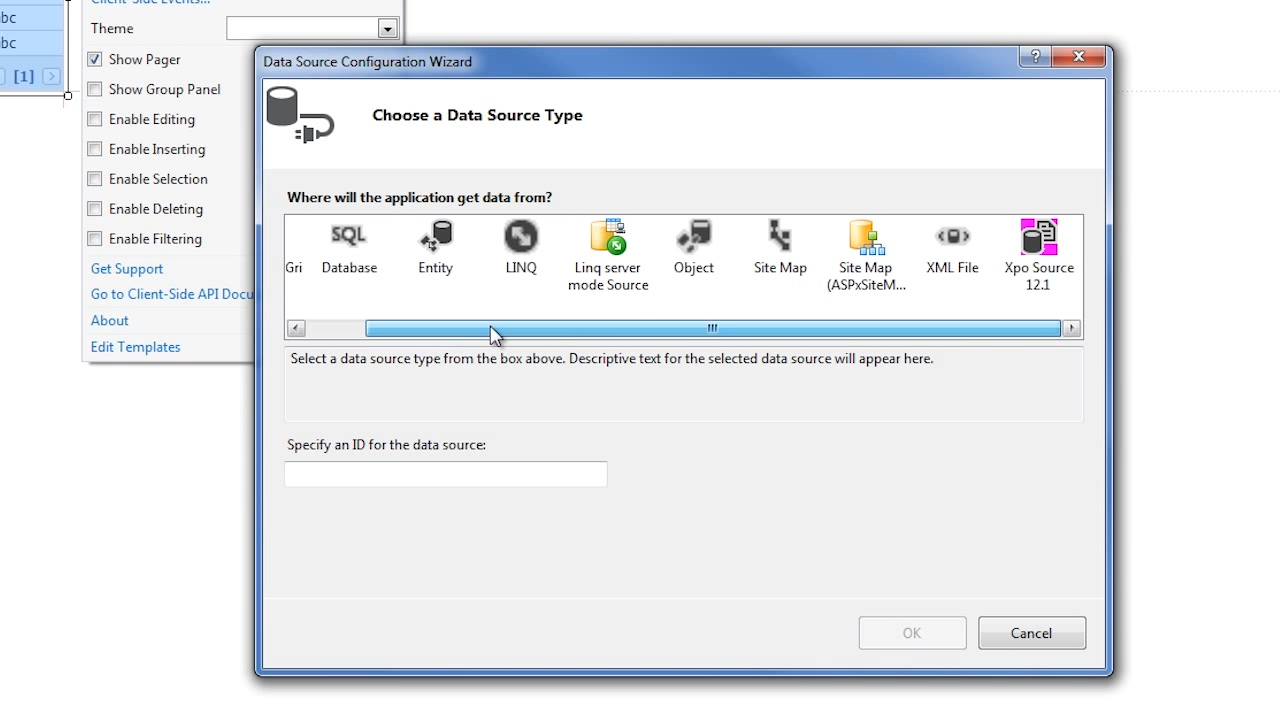 Client-Side Events...
bc
Theme
bc
Data Source Configuration Wizard
?
Show Pager
[1]
Show Group Panel
Choose a Data Source Type
Enable Editing
Enable Inserting
Enable Selection
Where will the application get data from?
Enable Deleting
Enable Filtering
SQL
Gri
Database
Entity
LINQ
Linq server
mode Source
Object
Site Map
Site Map
(ASPxSiteM...
XML File
Xpo Source
12.1
Get Support
Go to Client-Side API Docu
About
Edit Templates
Select a data source type from the box above. Descriptive text for the selected data source will appear here.
Specify an ID for the data source:
OK
Cancel